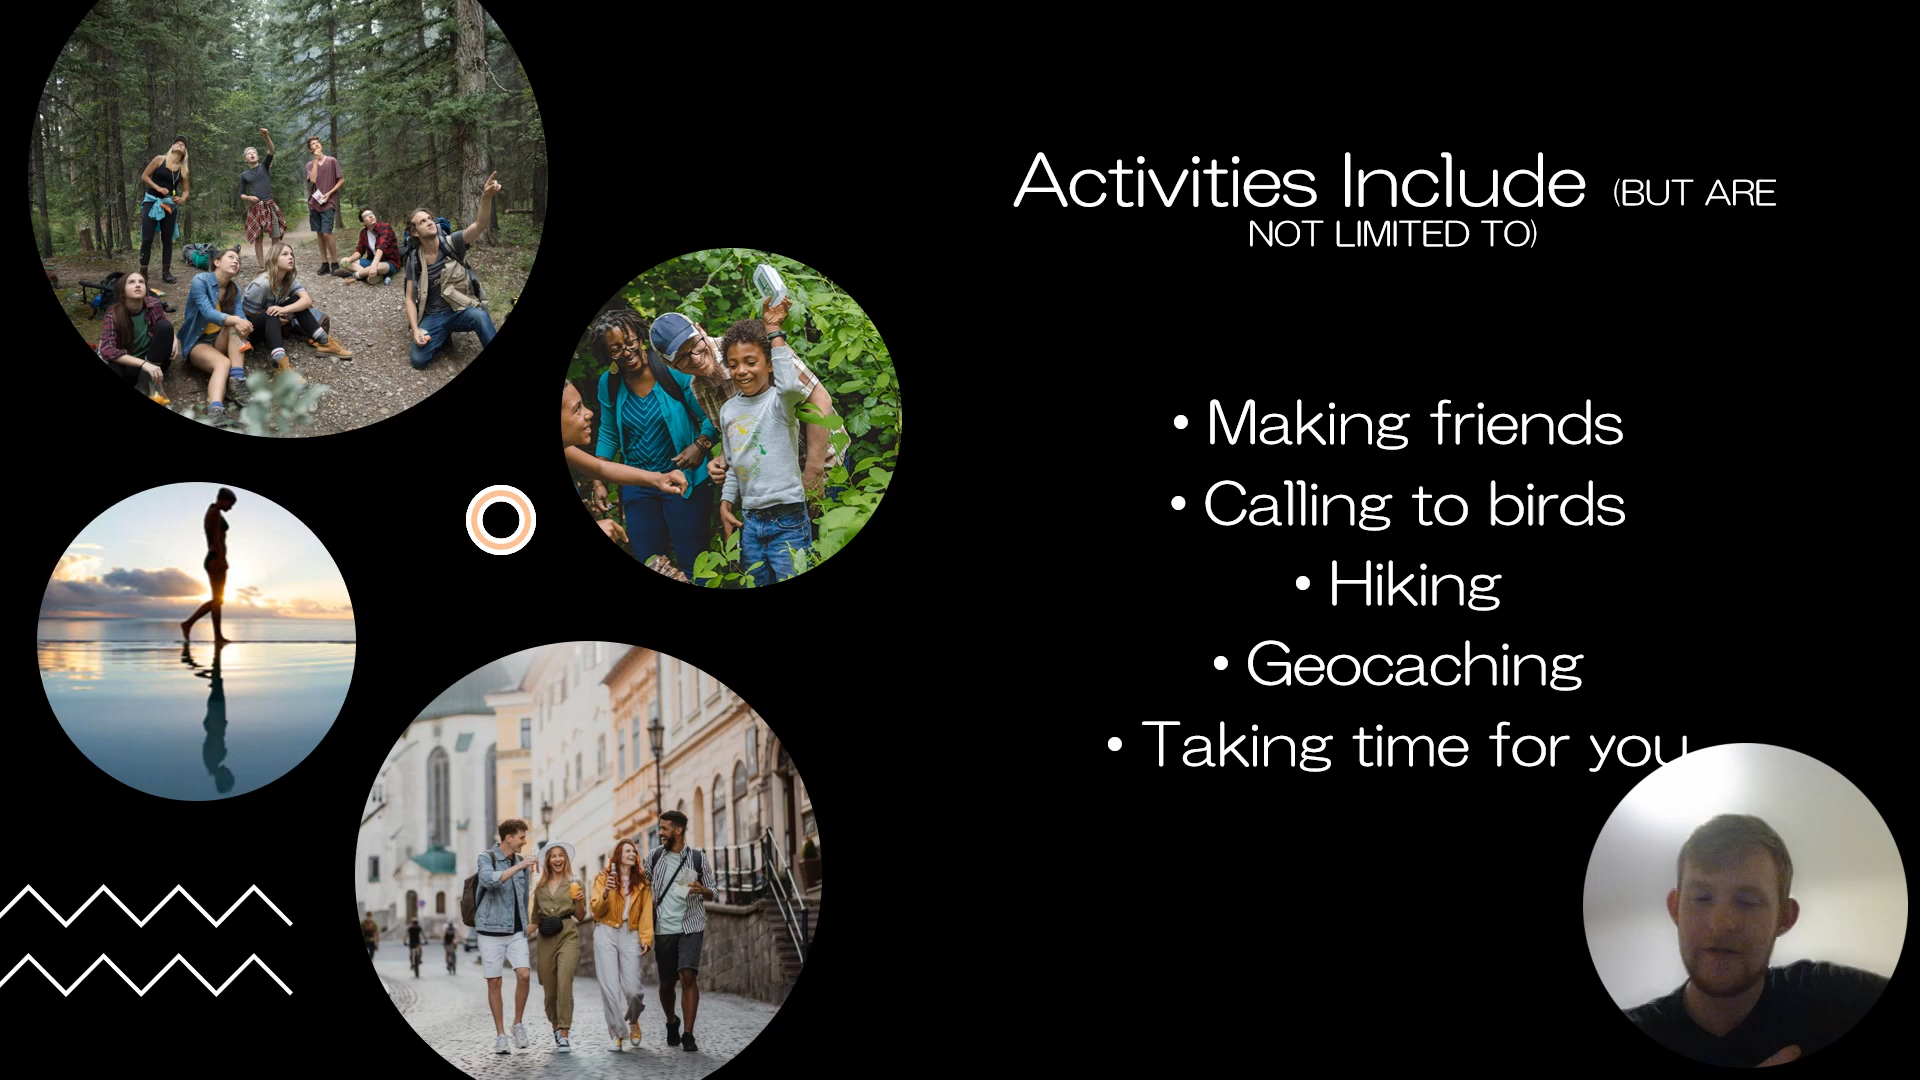 Activities Include (BUT ARE
NOT LIMITED TO)
• Making friends
• Calling to birds
• Hiking
• Geocaching
• Taking time for you